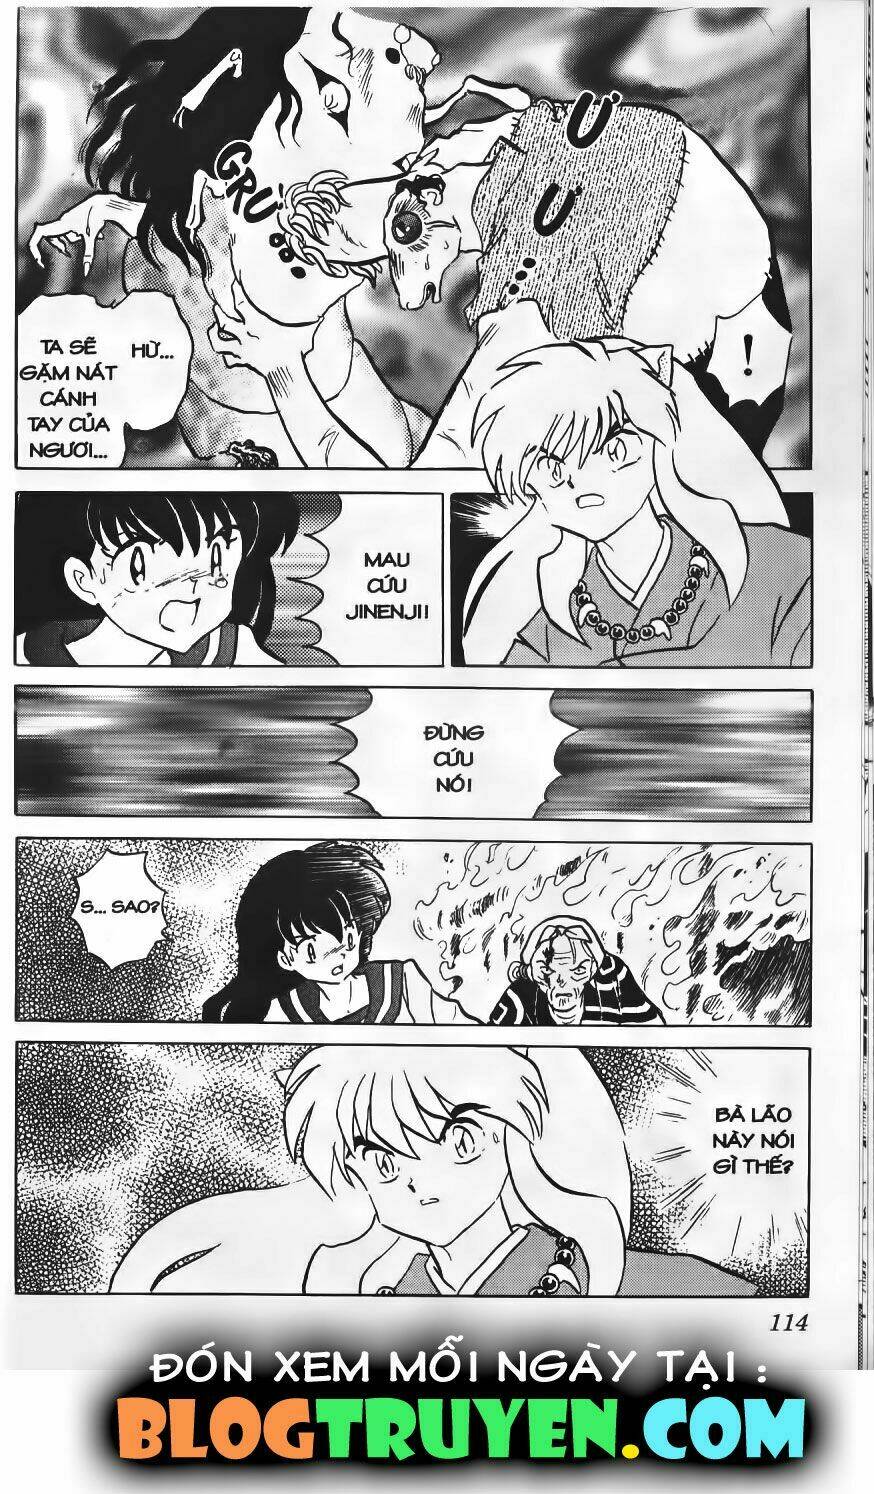 GRỪ...
Ư
Ư...
HỪ...
TA SẼ
GẶM NÁT
CÁNH
TAY CỦA
NGƯƠI...
!
MAU
CỨU
JINENJI!
ĐỪNG
CỨU
NÓ!
S... SAO?
BÀ LÃO
NÀY NÓI
GÌ THẾ?
114
ĐÓN XEM MỖI NGÀY TẠI :
BLOGTRUYEN.COM